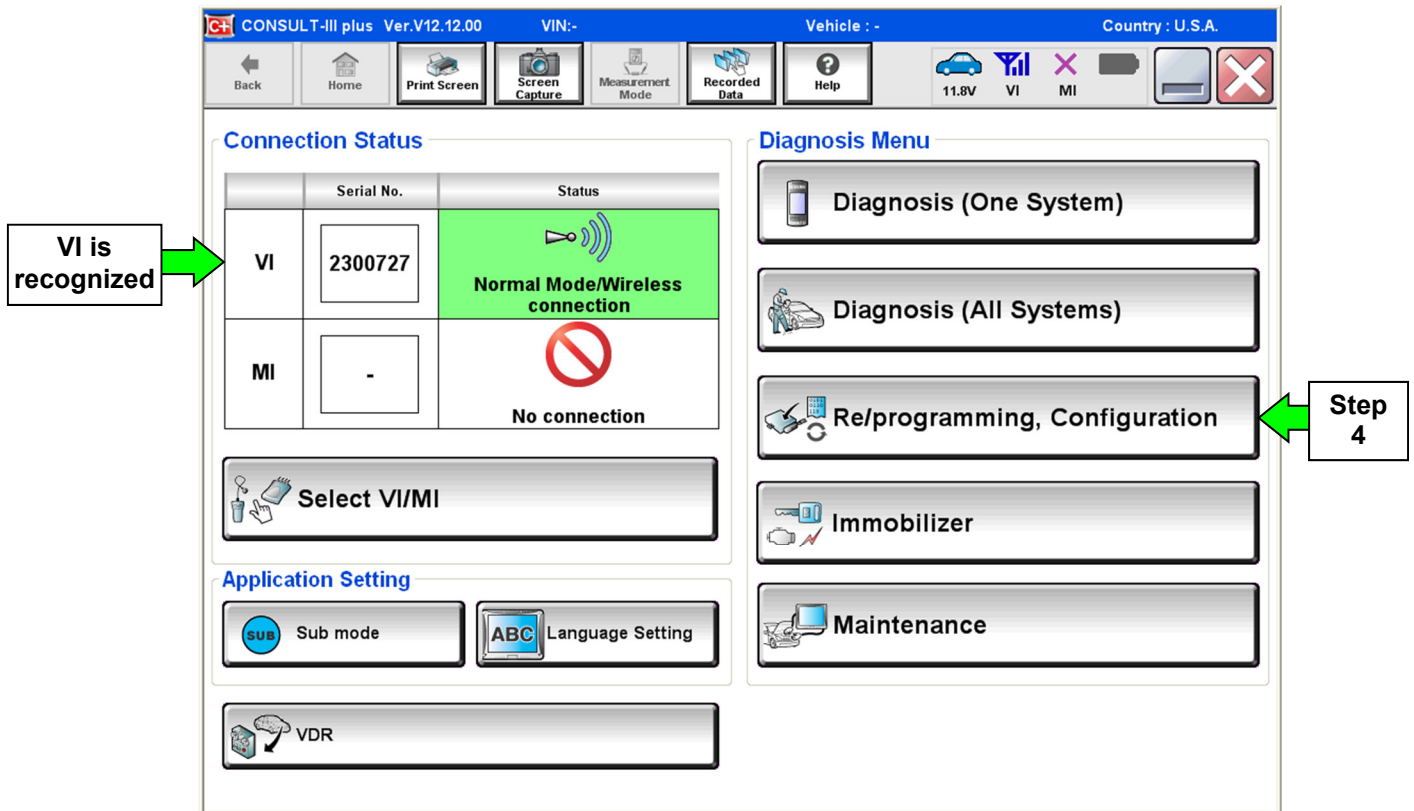 C+ CONSULT-III plus Ver.V12.12.00 VIN:- Vehicle : - Country : U.S.A.
Back
Home
Print Screen
Screen
Capture
Measurement
Mode
Recorded
Data
Help
11.8V
VI
MI
Connection Status
Serial No.
Status
VI is
recognized
VI
2300727
Normal Mode/Wireless
connection
MI
-
No connection
Select VI/MI
Application Setting
SUB
Sub mode
ABC
Language Setting
VDR
Diagnosis Menu
Diagnosis (One System)
Diagnosis (All Systems)
Re/programming, Configuration
Step
4
Immobilizer
Maintenance